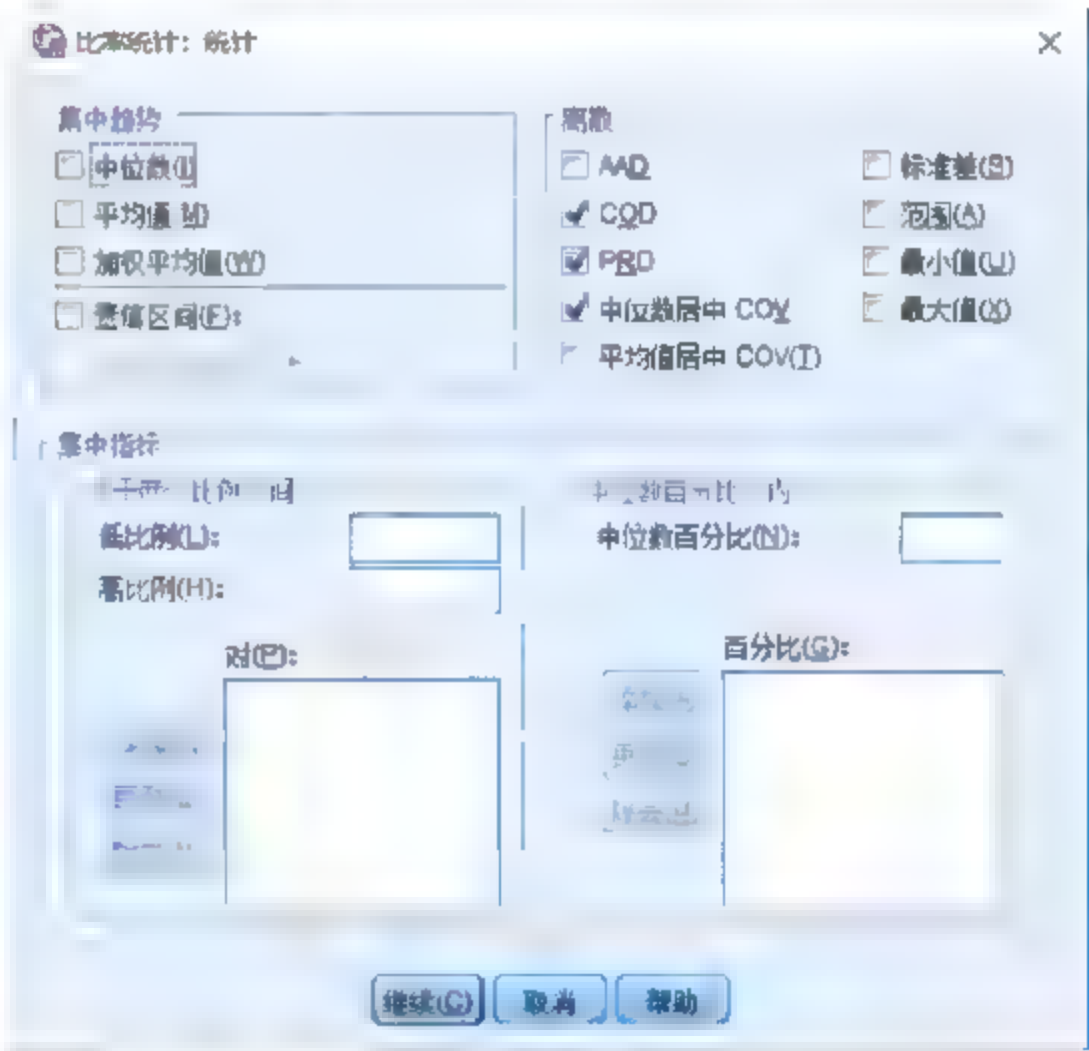 比率统计：统计
集中趋势
中位数(I)
平均值(M)
加权平均值(W)
置信区间(F):
离散
AAD
COD
PRD
中位数居中 COV
平均值居中 COV(T)
标准差(S)
范围(A)
最小值(U)
最大值(X)
集中指标
低比例(L):
高比例(H):
对(P):
中位数百分比(N):
百分比(G):
继续(C)
取消
帮助